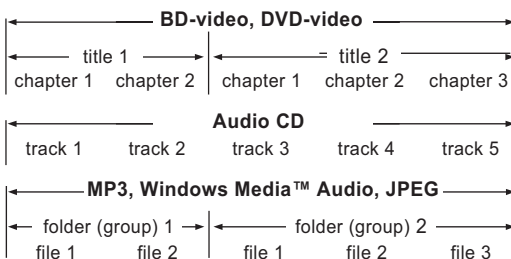 BD-video, DVD-video
title 1 title 2
chapter 1 chapter 2 chapter 1 chapter 2 chapter 3
Audio CD
track 1 track 2 track 3 track 4 track 5
MP3, Windows Media™ Audio, JPEG
folder (group) 1 folder (group) 2
file 1 file 2 file 1 file 2 file 3